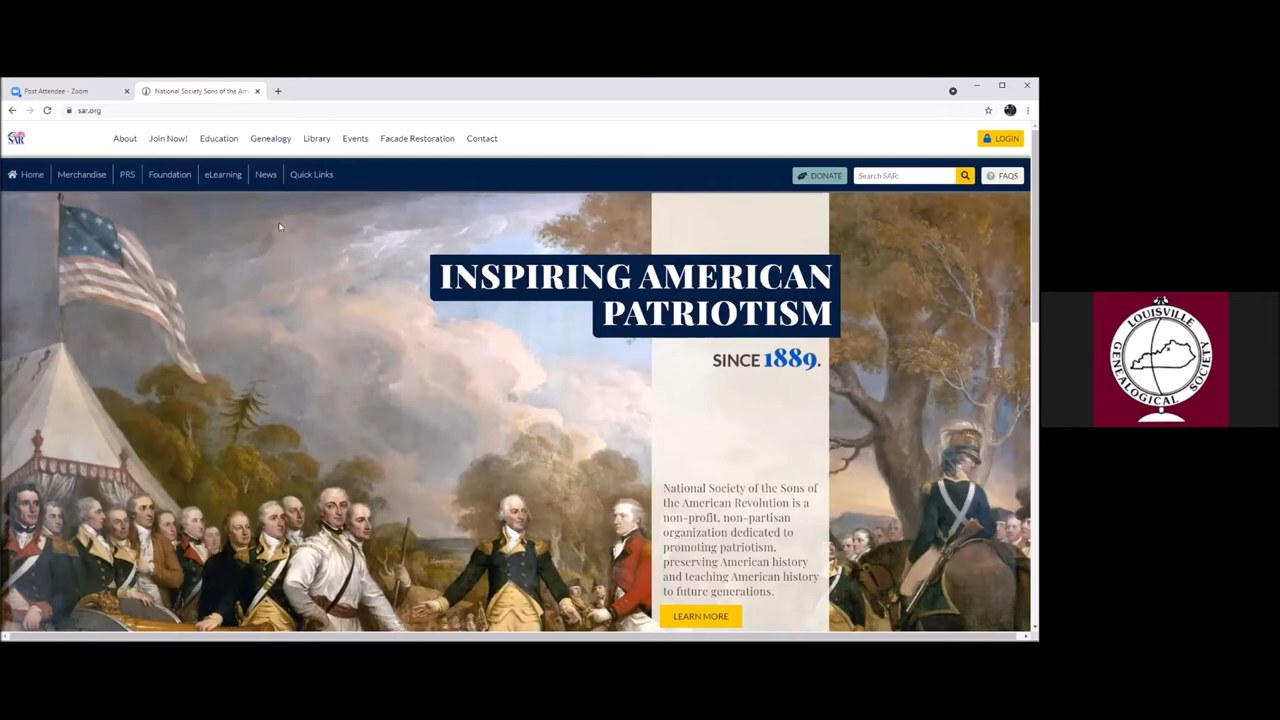 Post Attendee - Zoom
National Society Sons of the Am
sar.org
SAR
About Join Now! Education Genealogy Library Events Facade Restoration Contact
LOGIN
Home Merchandise PRS Foundation eLearning News Quick Links
DONATE
Search SAR:
FAQS
INSPIRING AMERICAN
PATRIOTISM
SINCE 1889.
National Society of the Sons of
the American Revolution is a
non-profit, non-partisan
organization dedicated to
promoting patriotism,
preserving American history
and teaching American history
to future generations.
LEARN MORE
LOUISVILLE
GENEALOGICAL SOCIETY